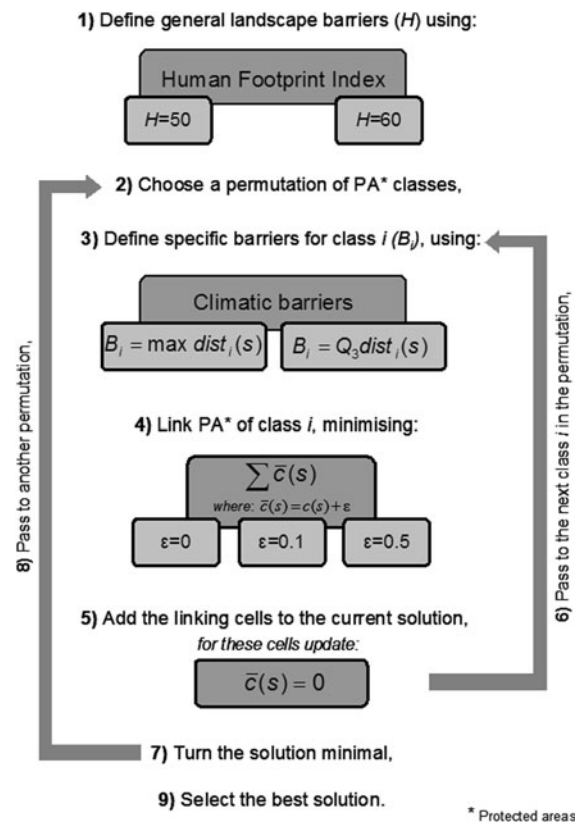 1) Define general landscape barriers (H) using:
Human Footprint Index
H=50
H=60
2) Choose a permutation of PA* classes,
3) Define specific barriers for class i (Bᵢ), using:
Climatic barriers
Bᵢ = max distᵢ(s)
Bᵢ = Q₃distᵢ(s)
4) Link PA* of class i, minimising:
∑ c̄(s)
where: c̄(s)=c(s)+ε
ε=0
ε=0.1
ε=0.5
5) Add the linking cells to the current solution,
for these cells update:
c̄(s) = 0
6) Pass to the next class i in the permutation,
7) Turn the solution minimal,
8) Pass to another permutation,
9) Select the best solution.
* Protected areas